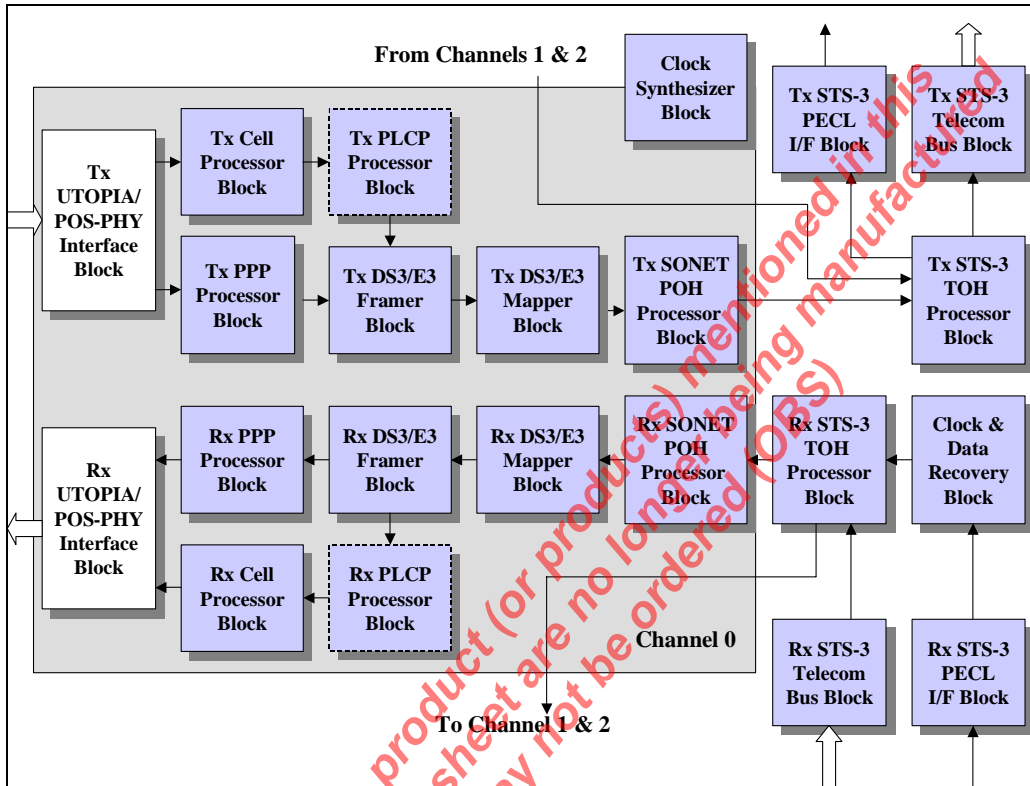 From Channels 1 & 2
Clock
Synthesizer
Block
Tx STS-3
PECL
I/F Block
Tx STS-3
Telecom
Bus Block
Tx
UTOPIA/
POS-PHY
Interface
Block
Tx Cell
Processor
Block
Tx PLCP
Processor
Block
Tx PPP
Processor
Block
Tx DS3/E3
Framer
Block
Tx DS3/E3
Mapper
Block
Tx SONET
POH
Processor
Block
Tx STS-3
TOH
Processor
Block
Rx
UTOPIA/
POS-PHY
Interface
Block
Rx PPP
Processor
Block
Rx DS3/E3
Framer
Block
Rx DS3/E3
Mapper
Block
Rx SONET
POH
Processor
Block
Rx STS-3
TOH
Processor
Block
Clock &
Data
Recovery
Block
Rx Cell
Processor
Block
Rx PLCP
Processor
Block
Channel 0
Rx STS-3
Telecom
Bus Block
Rx STS-3
PECL
I/F Block
To Channel 1 & 2
product (or products) mentioned in this
sheet are no longer being manufactured
not be ordered (OBS)